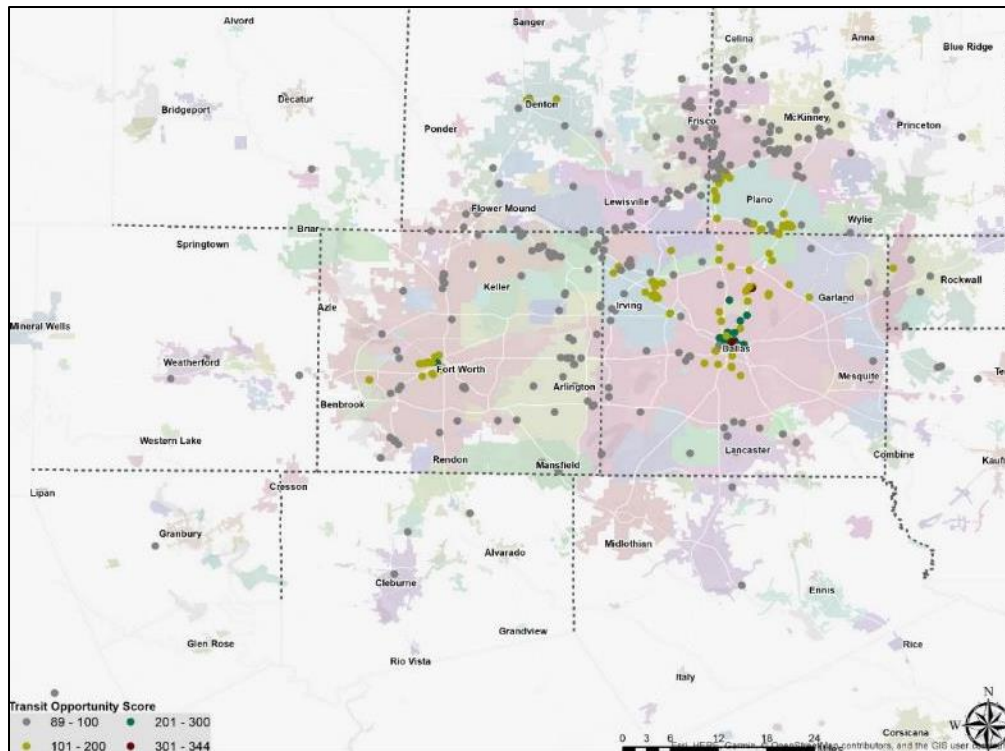 Alvord
Sanger
Celina
Anna
Blue Ridge
Bridgeport
Decatur
Denton
Frisco
McKinney
Princeton
Ponder
Flower Mound
Lewisville
Plano
Wylie
Springtown
Briar
Keller
Irving
Garland
Rockwall
Azle
Mineral Wells
Weatherford
Fort Worth
Dallas
Mesquite
Benbrook
Arlington
Western Lake
Rendon
Mansfield
Lancaster
Combine
Lipan
Cresson
Granbury
Alvarado
Midlothian
Cleburne
Ennis
Glen Rose
Grandview
Rice
Rio Vista
Italy
Corsicana
Transit Opportunity Score
89 - 100
201 - 300
101 - 200
301 - 344
0 3 6 12 18 24
N
W